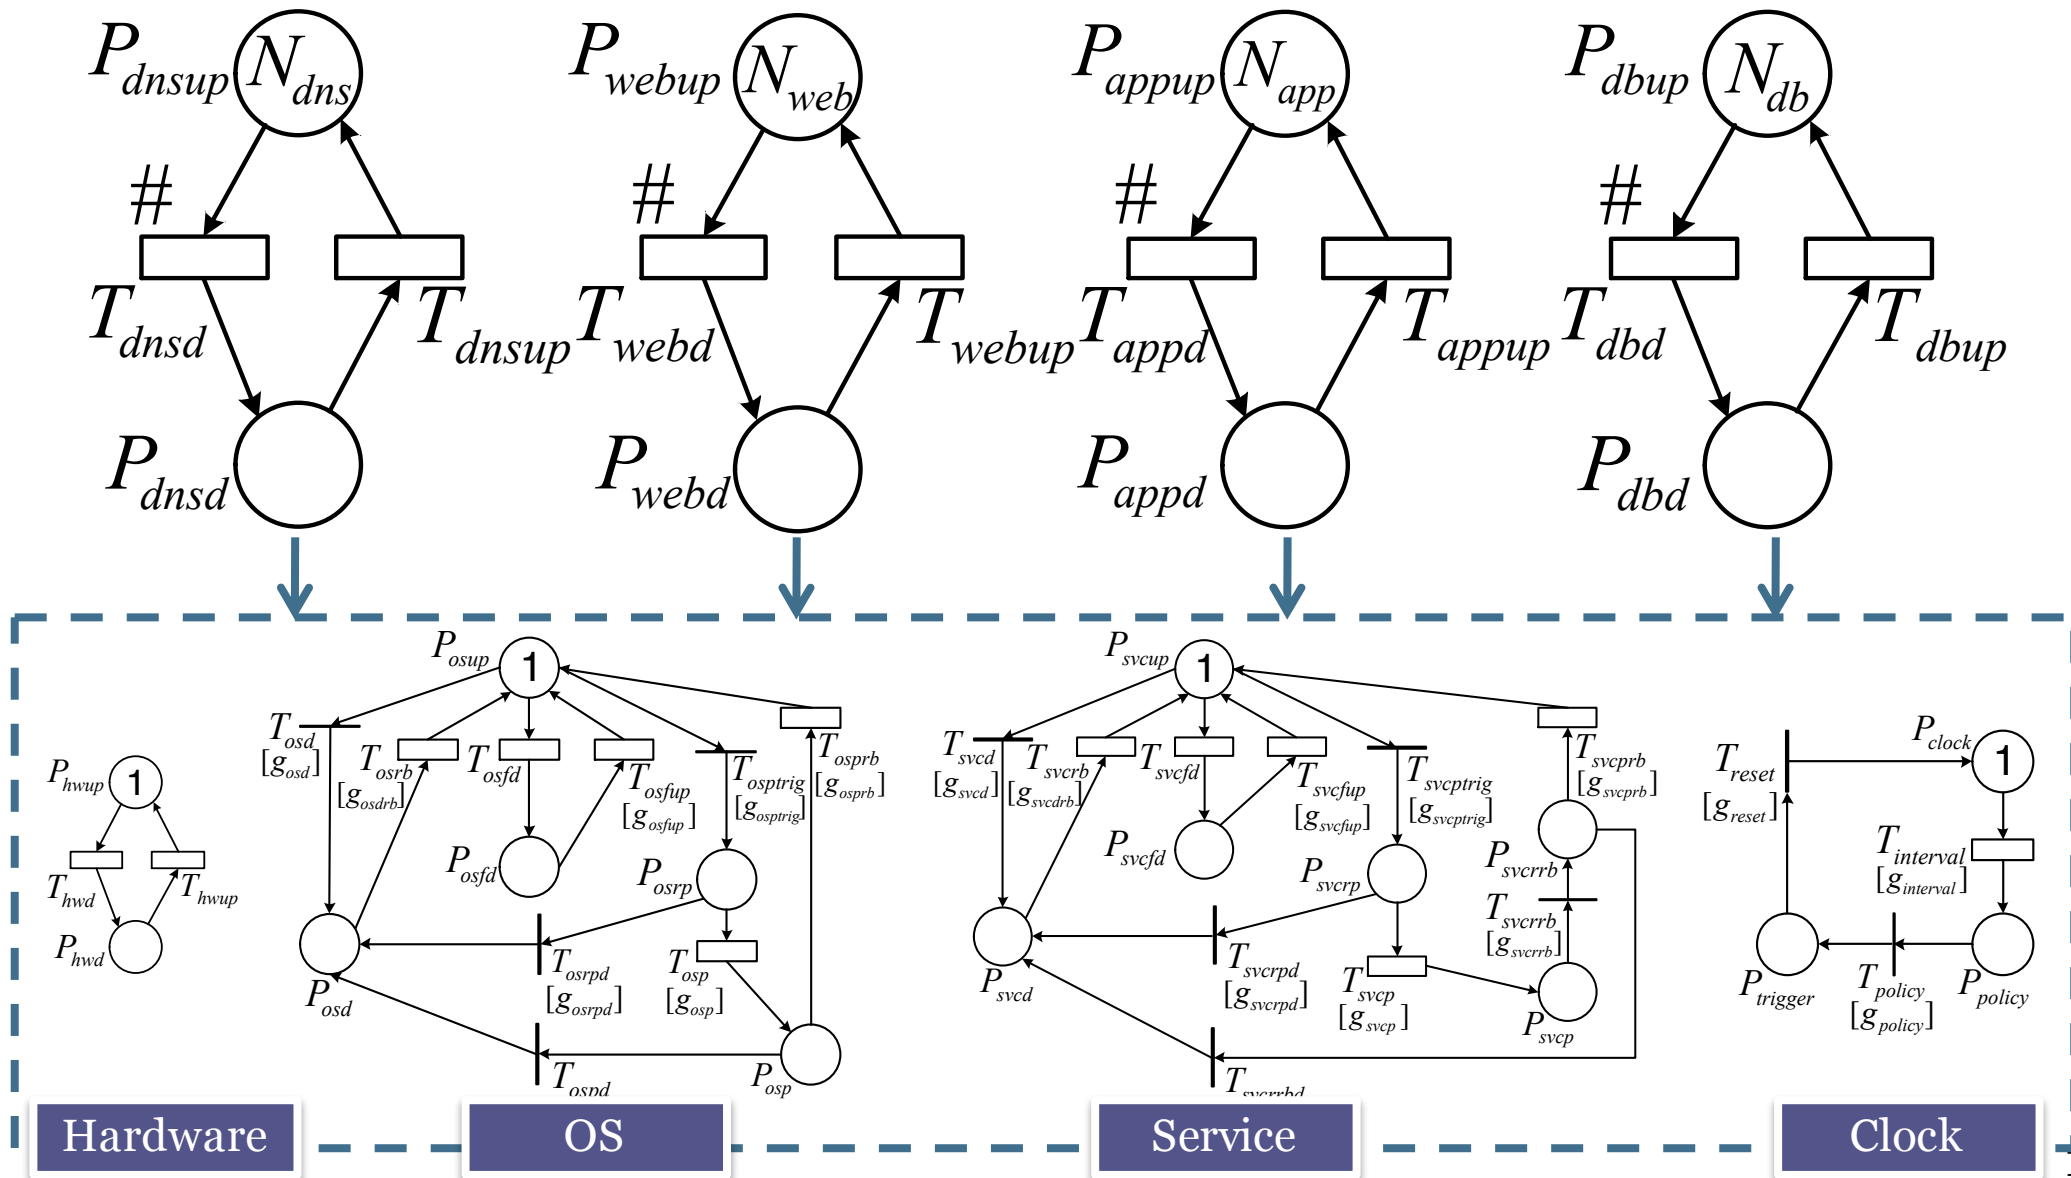 P_dnsup N_dns P_webup N_web P_appup N_app P_dbup N_db
# # # #
T_dnsd T_dnsup T_webd T_webup T_appd T_appup T_dbd T_dbup
P_dnsd P_webd P_appd P_dbd
P_hwup 1
T_hwd T_hwup
P_hwd
P_osup 1
T_osd [g_osd]
T_osrb [g_osdrb]
T_osfd
T_osfup [g_osfup]
T_osptrig [g_osptrig]
T_osprb [g_osprb]
P_osfd
P_osrp
P_osd
T_osrpd [g_osrpd]
T_osp [g_osp]
T_ospd
P_osp
P_svcup 1
T_svcd [g_svcd]
T_svcrb [g_svcdrb]
T_svcfd
T_svcfup [g_svcfup]
T_svcptrig [g_svcptrig]
T_svcprb [g_svcprb]
P_svcfd
P_svcrp
P_svcrrb
T_svcrrb [g_svcrrb]
P_svcd
T_svcrpd [g_svcrpd]
T_svcp [g_svcp]
P_svcp
T_svcrrbd
P_clock 1
T_reset [g_reset]
T_interval [g_interval]
P_trigger
T_policy [g_policy]
P_policy
Hardware
OS
Service
Clock